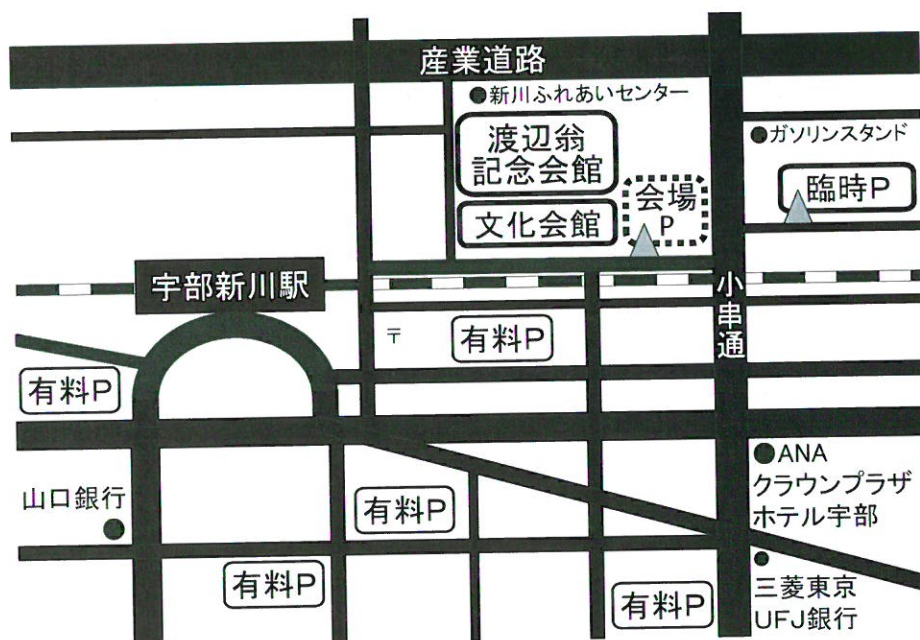 産業道路
●新川ふれあいセンター
渡辺翁
記念会館
●ガソリンスタンド
臨時P
会場
P
文化会館
宇部新川駅
小串通
〒
有料P
有料P
●ANA
クラウンプラザ
ホテル宇部
山口銀行
有料P
有料P
有料P
三菱東京
UFJ銀行